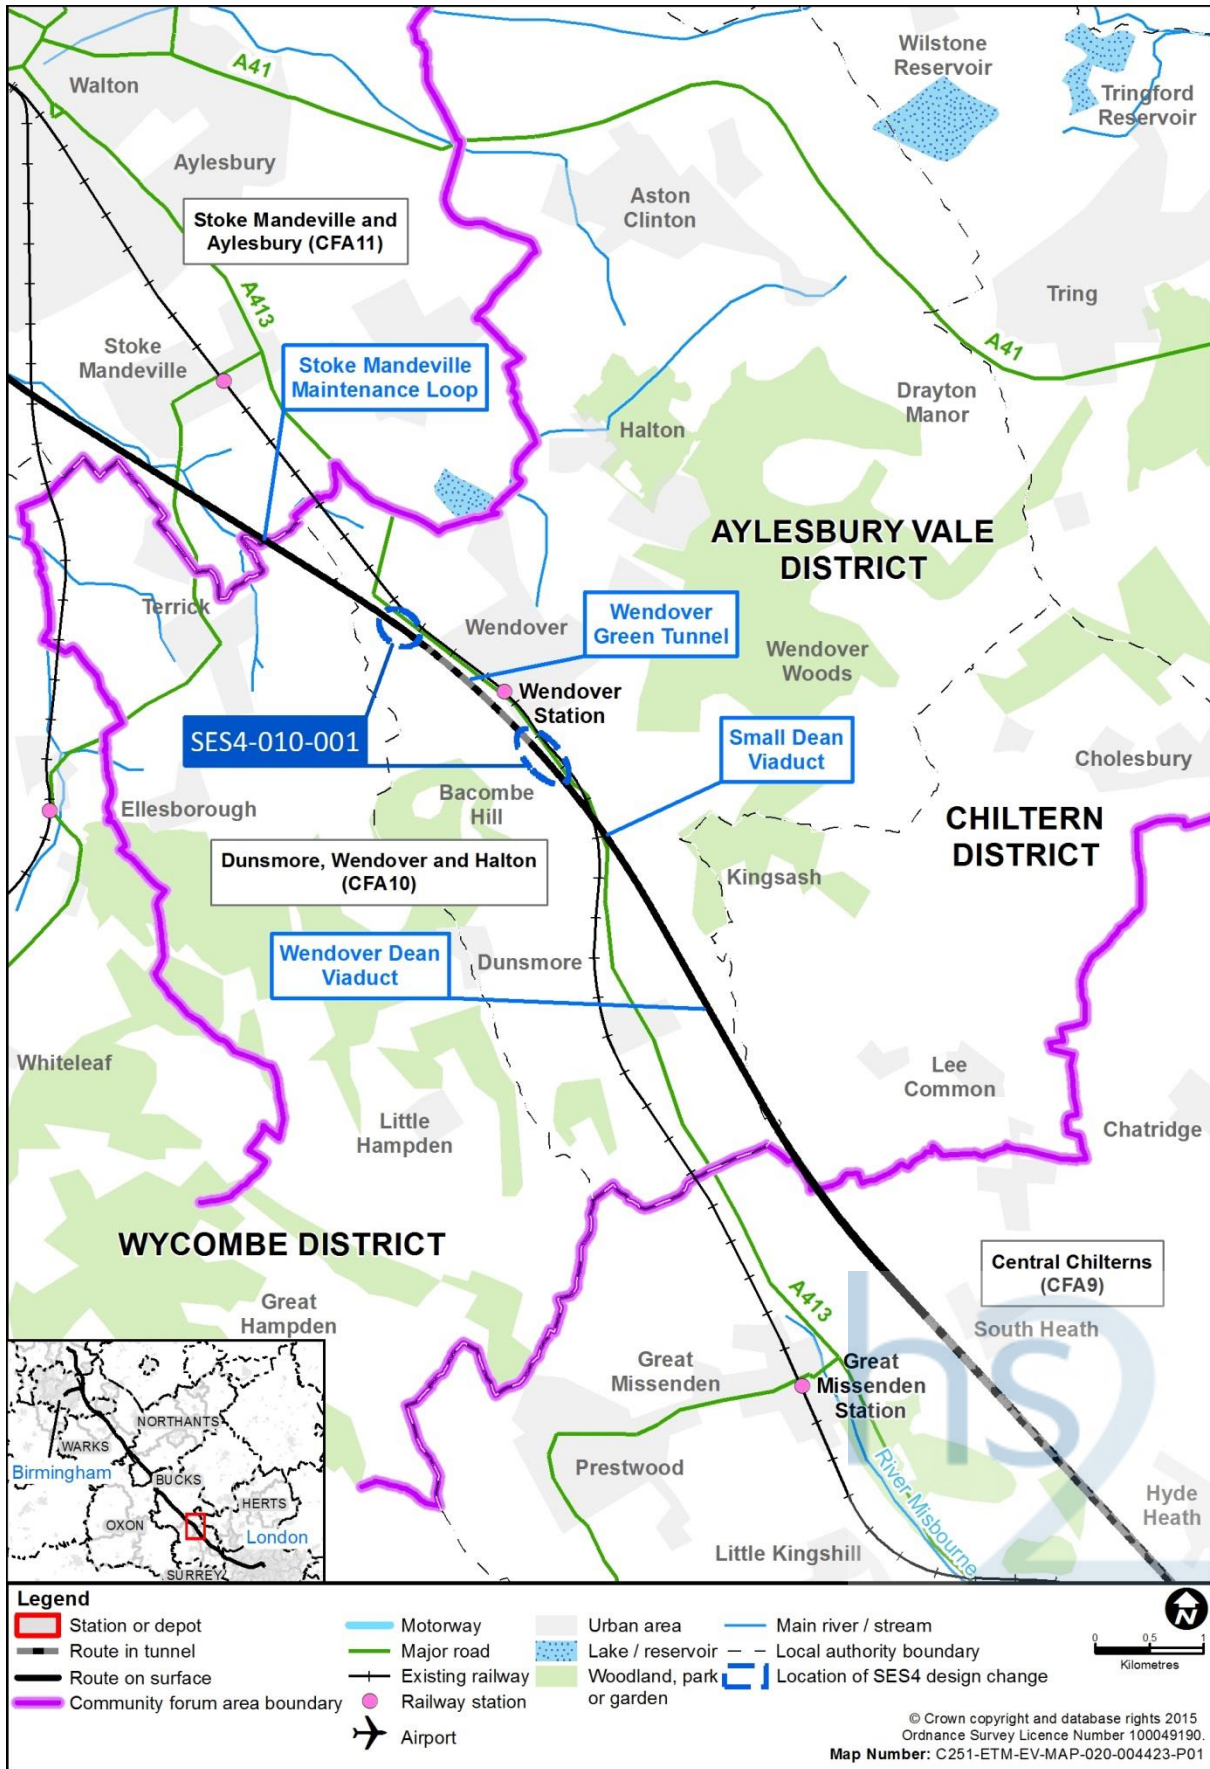 Wilstone
Reservoir
Tringford
Reservoir
A41
Walton
Aylesbury
Aston
Clinton
Stoke Mandeville and
Aylesbury (CFA11)
A413
Tring
A41
Stoke
Mandeville
Stoke Mandeville
Maintenance Loop
Drayton
Manor
Halton
AYLESBURY VALE
DISTRICT
Terrick
Wendover
Wendover
Green Tunnel
Wendover
Woods
Wendover
Station
SES4-010-001
Small Dean
Viaduct
Cholesbury
Ellesborough
Bacombe
Hill
CHILTERN
DISTRICT
Dunsmore, Wendover and Halton
(CFA10)
Kingsash
Wendover Dean
Viaduct
Dunsmore
Whiteleaf
Lee
Common
Little
Hampden
Chatridge
WYCOMBE DISTRICT
Central Chilterns
(CFA9)
Great
Hampden
A413
South Heath
Great
Missenden
Great
Missenden
Station
hs2
River Misbourne
Prestwood
Hyde
Heath
Little Kingshill
NORTHANTS
WARKS
Birmingham
BUCKS
HERTS
OXON
London
SURREY
Legend
Station or depot
Route in tunnel
Route on surface
Community forum area boundary
Motorway
Major road
Existing railway
Railway station
Airport
Urban area
Lake / reservoir
Woodland, park
or garden
Main river / stream
Local authority boundary
Location of SES4 design change
N
0 0.5 1
Kilometres
© Crown copyright and database rights 2015
Ordnance Survey Licence Number 100049190.
Map Number: C251-ETM-EV-MAP-020-004423-P01